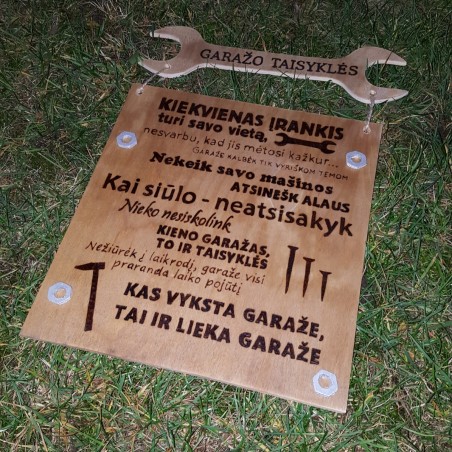 GARAŽO TAISYKLĖS
KIEKVIENAS ĮRANKIS
turi savo vietą,
nesvarbu, kad jis mėtosi kažkur...
GARAŽE KALBĖK TIK VYRIŠKOM TEMOM
Nekeik savo mašinos
ATSINEŠK ALAUS
Kai siūlo - neatsisakyk
Nieko nesiskolink
KIENO GARAŽAS,
TO IR TAISYKLĖS
Nežiūrėk į laikrodį, garaže visi
praranda laiko pojūtį
KAS VYKSTA GARAŽE,
TAI IR LIEKA GARAŽE